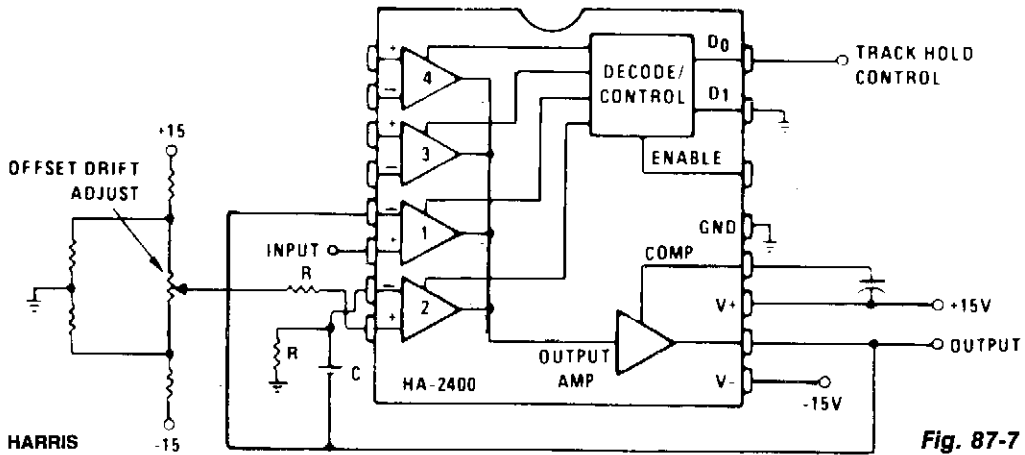 +15
OFFSET DRIFT
ADJUST
INPUT
R
R
C
-15
+
−
4
+
−
3
−
+
1
−
+
2
HA-2400
DECODE/
CONTROL
D0
D1
ENABLE
GND
COMP
V+
OUTPUT
AMP
V-
TRACK HOLD
CONTROL
+15V
OUTPUT
-15V
HARRIS
Fig. 87-7